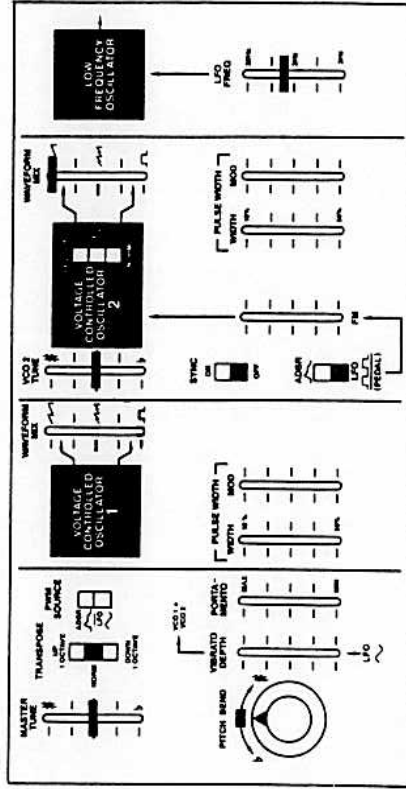 MASTER
TUNE
TRANSPOSE
UP
1 OCTAVE
NORM
DOWN
1 OCTAVE
PWM
SOURCE
ADSR
LFO
PITCH BEND
VIBRATO
DEPTH
LFO
VCO 1 +
VCO 2
PORTA-
MENTO
MAX
MIN
VOLTAGE
CONTROLLED
OSCILLATOR
1
WAVEFORM
MIX
PULSE WIDTH
WIDTH
MOD
VCO 2
TUNE
VOLTAGE
CONTROLLED
OSCILLATOR
2
WAVEFORM
MIX
SYNC
ON
OFF
ADSR
LFO
(PEDAL)
FM
PULSE WIDTH
WIDTH
MOD
LOW
FREQUENCY
OSCILLATOR
LFO
FREQ